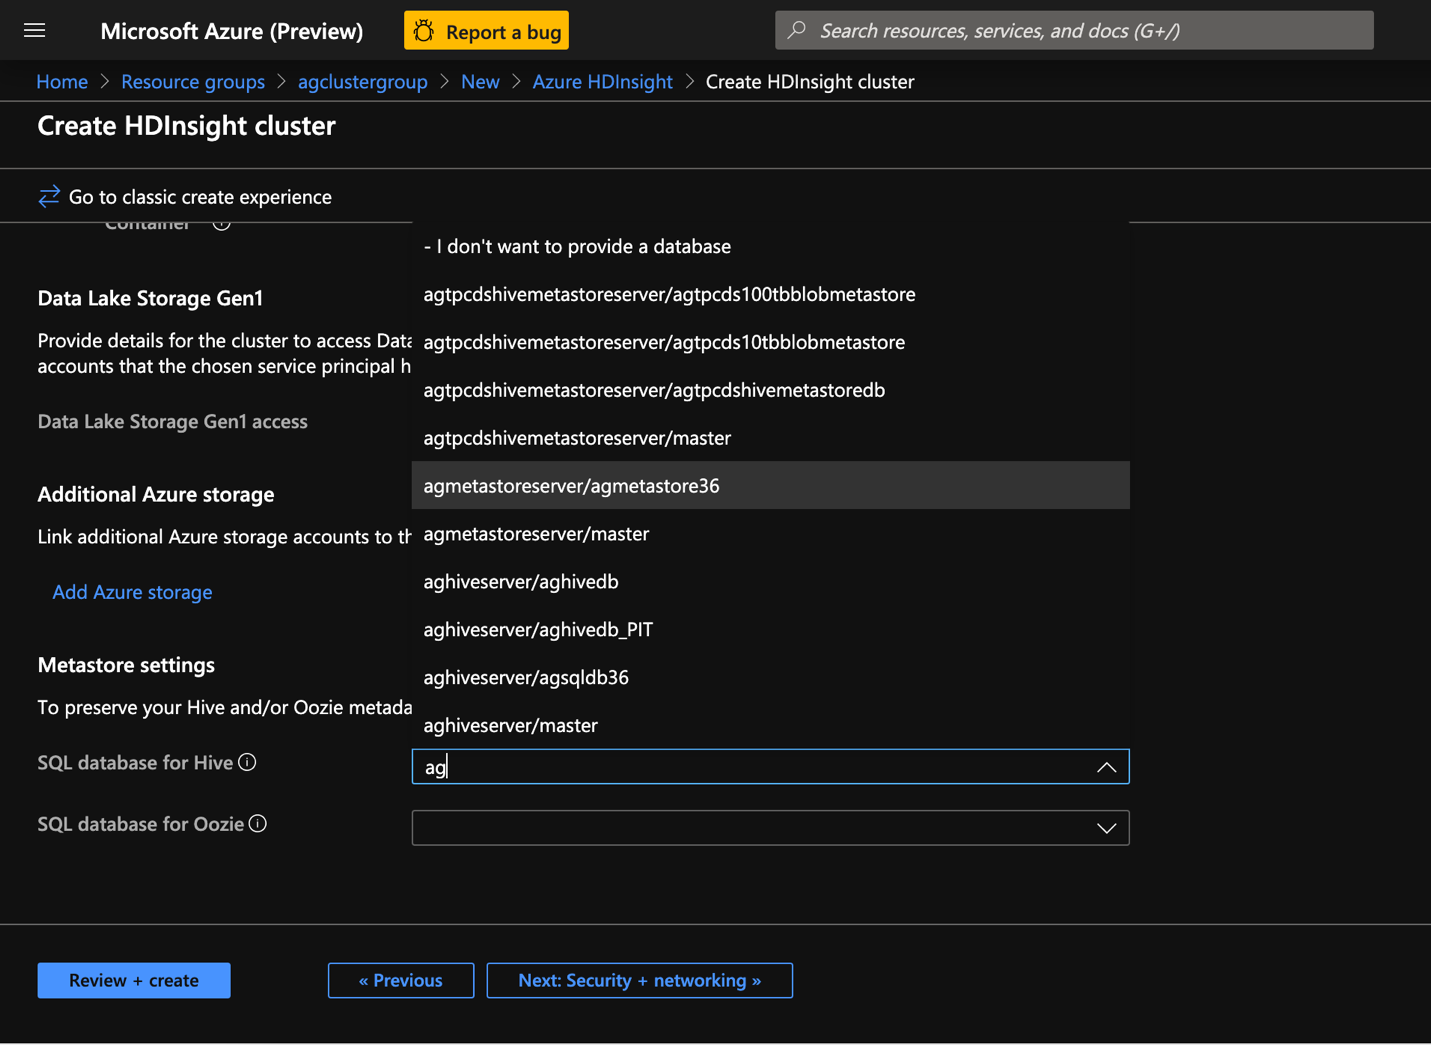 Microsoft Azure (Preview)
Report a bug
Search resources, services, and docs (G+/)
Home > Resource groups > agclustergroup > New > Azure HDInsight > Create HDInsight cluster
Create HDInsight cluster
Go to classic create experience
Container
- I don't want to provide a database
agtpcdshivemetastoreserver/agtpcds100tbblobmetastore
agtpcdshivemetastoreserver/agtpcds10tbblobmetastore
agtpcdshivemetastoreserver/agtpcdshivemetastoredb
agtpcdshivemetastoreserver/master
agmetastoreserver/agmetastore36
agmetastoreserver/master
aghiveserver/aghivedb
aghiveserver/aghivedb_PIT
aghiveserver/agsqldb36
aghiveserver/master
Data Lake Storage Gen1
Provide details for the cluster to access Data
accounts that the chosen service principal h
Data Lake Storage Gen1 access
Additional Azure storage
Link additional Azure storage accounts to th
Add Azure storage
Metastore settings
To preserve your Hive and/or Oozie metada
SQL database for Hive
ag
SQL database for Oozie
Review + create
« Previous
Next: Security + networking »